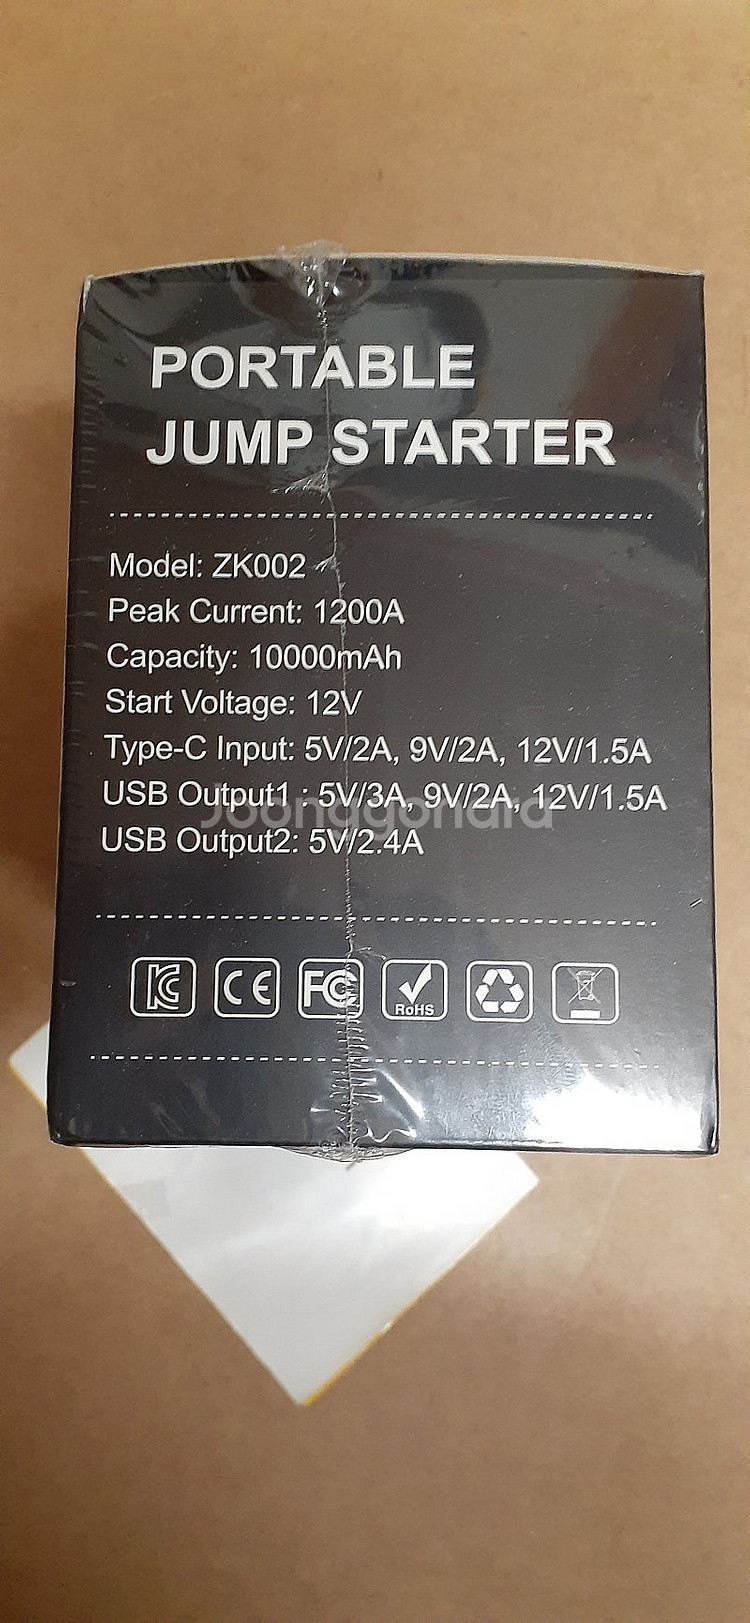 PORTABLE
JUMP STARTER
Model: ZK002
Peak Current: 1200A
Capacity: 10000mAh
Start Voltage: 12V
Type-C Input: 5V/2A, 9V/2A, 12V/1.5A
USB Output1 : 5V/3A, 9V/2A, 12V/1.5A
Joonggonara
USB Output2: 5V/2.4A
KC CE FC RoHS